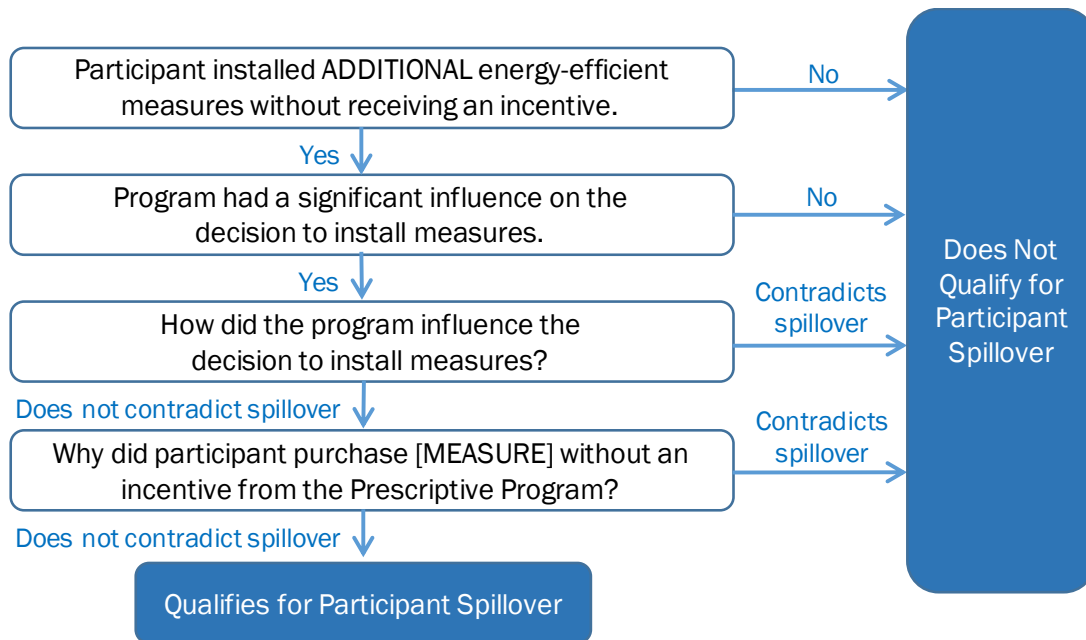 Participant installed ADDITIONAL energy-efficient
measures without receiving an incentive.
No
Yes
Program had a significant influence on the
decision to install measures.
No
Yes
How did the program influence the
decision to install measures?
Contradicts
spillover
Does not contradict spillover
Why did participant purchase [MEASURE] without an
incentive from the Prescriptive Program?
Contradicts
spillover
Does not contradict spillover
Qualifies for Participant Spillover
Does Not
Qualify for
Participant
Spillover